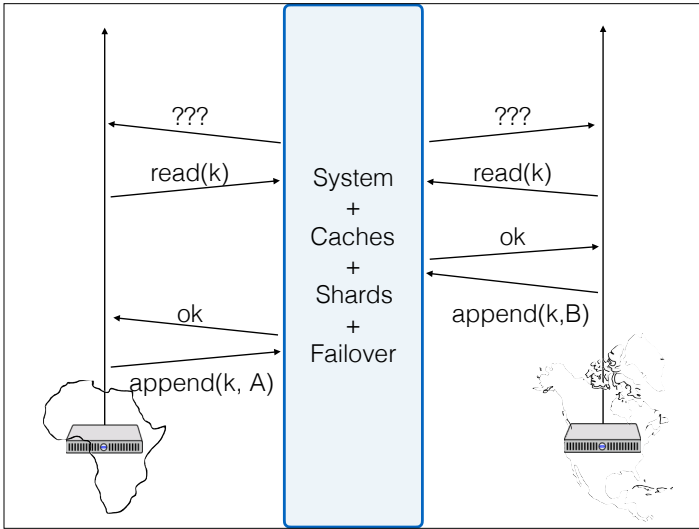 ???
???
read(k)
read(k)
System
+
Caches
+
Shards
+
Failover
ok
append(k,B)
ok
append(k, A)